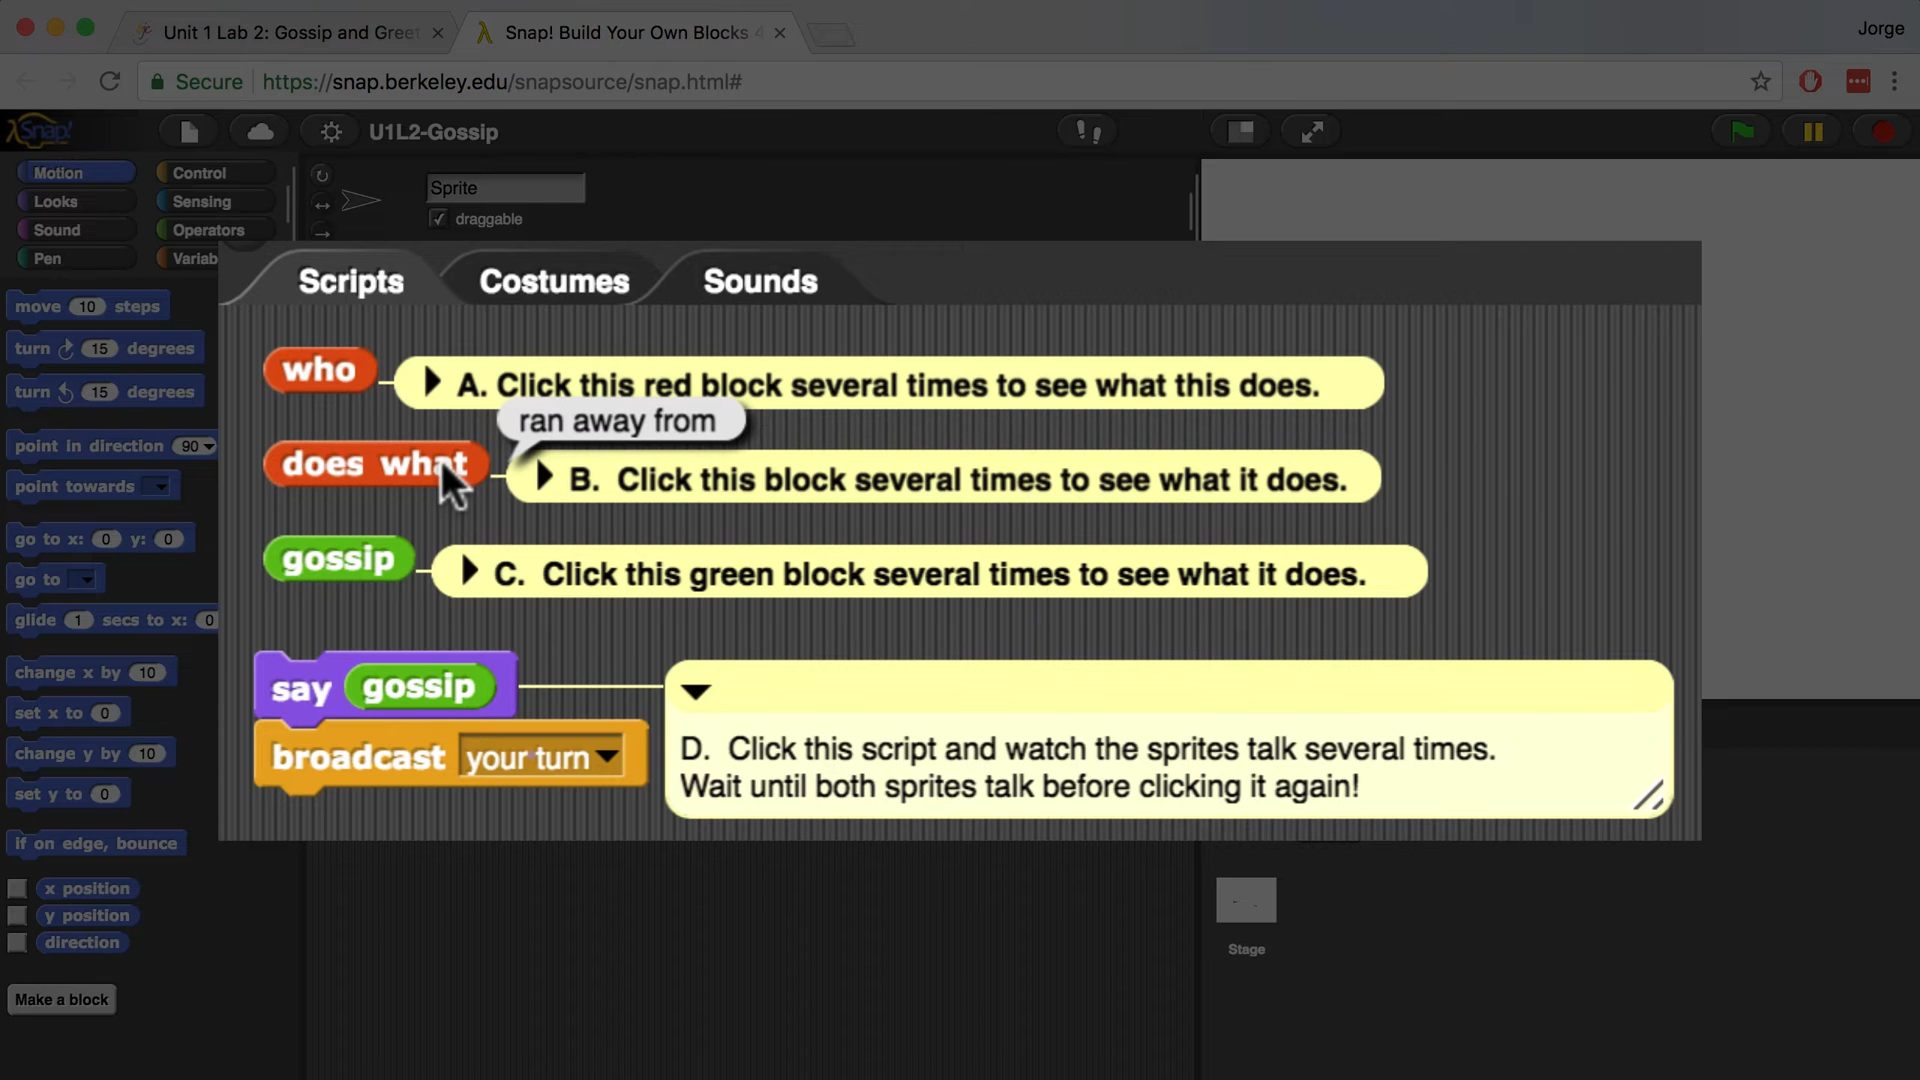 Unit 1 Lab 2: Gossip and Greet
Snap! Build Your Own Blocks 4
Jorge
Secure
https://snap.berkeley.edu/snapsource/snap.html#
Snap!
U1L2-Gossip
Motion
Control
Looks
Sensing
Sound
Operators
Pen
Variab
Sprite
draggable
move 10 steps
turn 15 degrees
turn 15 degrees
point in direction 90
point towards
go to x: 0 y: 0
go to
glide 1 secs to x: 0
change x by 10
set x to 0
change y by 10
set y to 0
if on edge, bounce
x position
y position
direction
Make a block
Scripts
Costumes
Sounds
who
A. Click this red block several times to see what this does.
ran away from
does what
B. Click this block several times to see what it does.
gossip
C. Click this green block several times to see what it does.
say gossip
broadcast your turn
D. Click this script and watch the sprites talk several times.
Wait until both sprites talk before clicking it again!
Stage